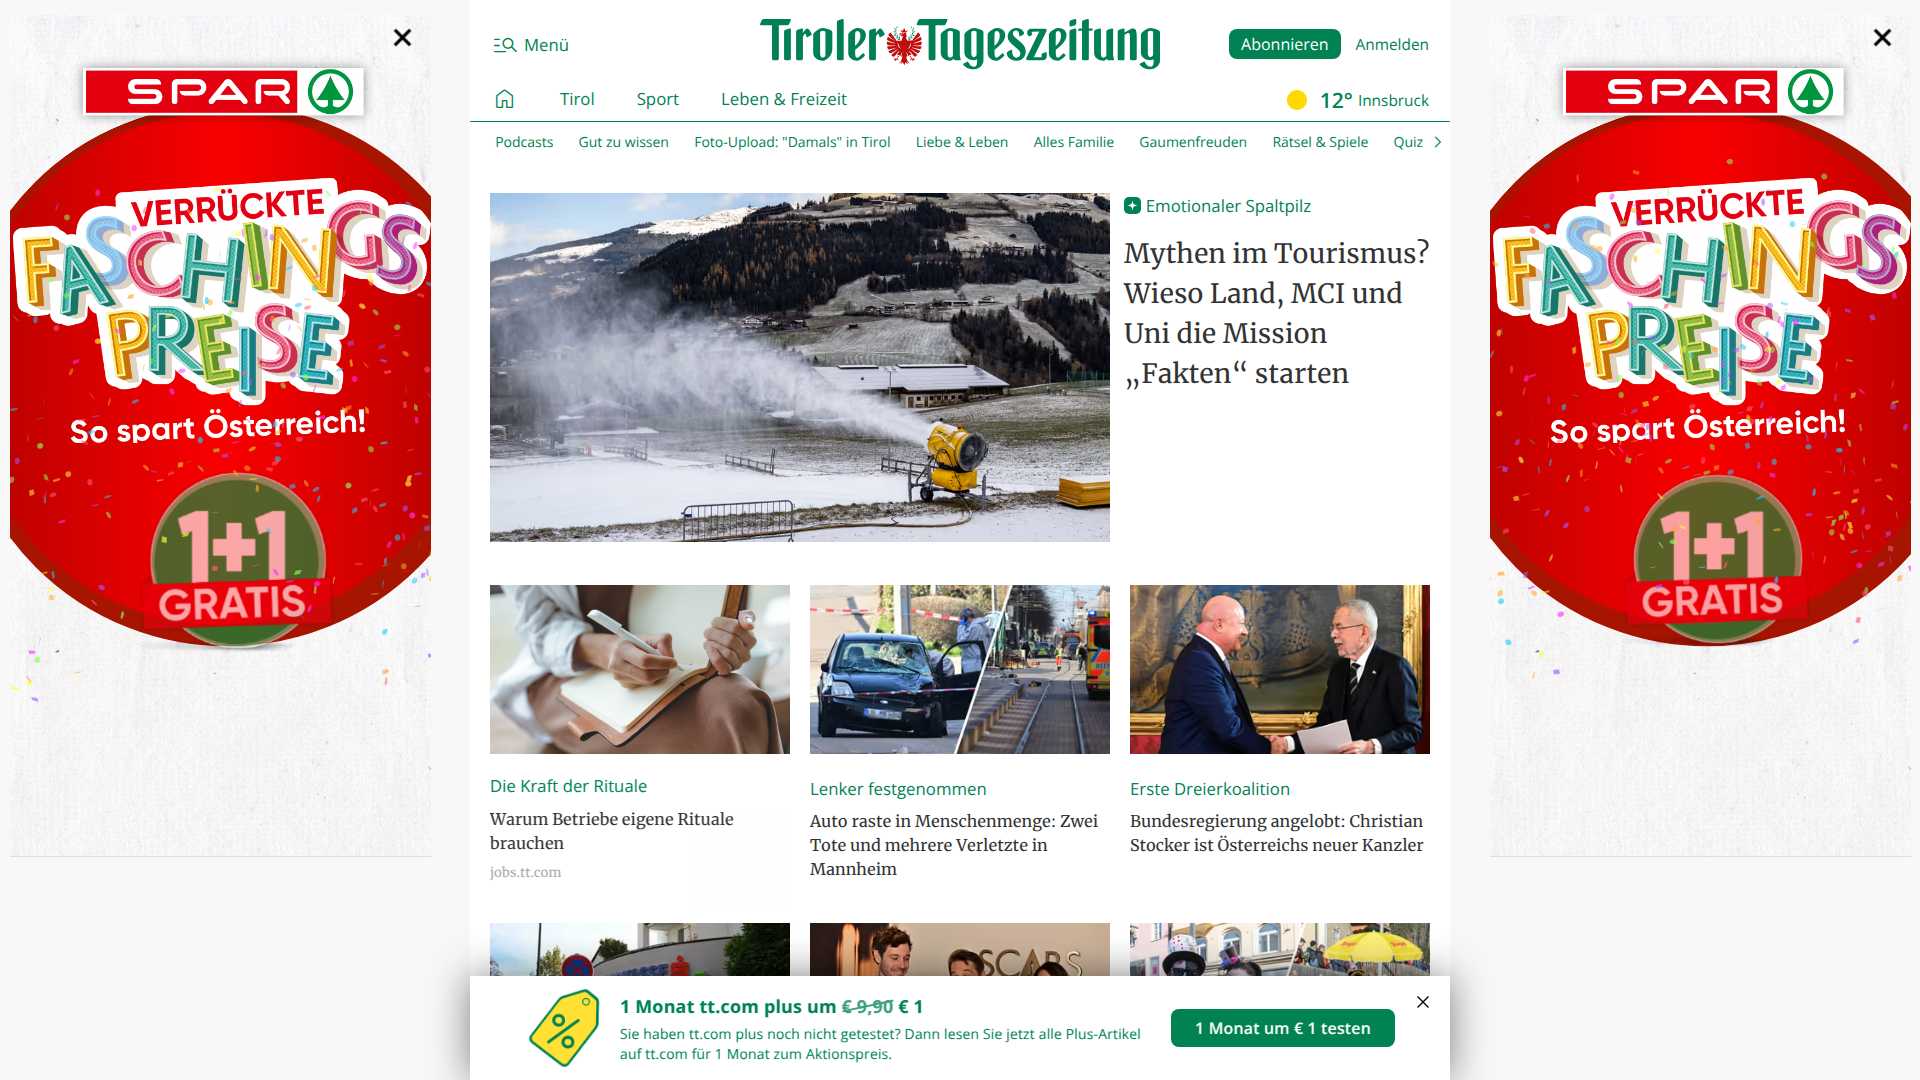 Menü
Tiroler Tageszeitung
Abonnieren
Anmelden
Tirol
Sport
Leben & Freizeit
12° Innsbruck
Podcasts
Gut zu wissen
Foto-Upload: "Damals" in Tirol
Liebe & Leben
Alles Familie
Gaumenfreuden
Rätsel & Spiele
Quiz
SPAR
VERRÜCKTE
FASCHINGS
PREISE
So spart Österreich!
1+1
GRATIS
Emotionaler Spaltpilz
Mythen im Tourismus?
Wieso Land, MCI und
Uni die Mission
„Fakten“ starten
Die Kraft der Rituale
Warum Betriebe eigene Rituale
brauchen
jobs.tt.com
Lenker festgenommen
Auto raste in Menschenmenge: Zwei
Tote und mehrere Verletzte in
Mannheim
Erste Dreierkoalition
Bundesregierung angelobt: Christian
Stocker ist Österreichs neuer Kanzler
OSCARS
1 Monat tt.com plus um € 9,90 € 1
Sie haben tt.com plus noch nicht getestet? Dann lesen Sie jetzt alle Plus-Artikel
auf tt.com für 1 Monat zum Aktionspreis.
1 Monat um € 1 testen
SPAR
VERRÜCKTE
FASCHINGS
PREISE
So spart Österreich!
1+1
GRATIS